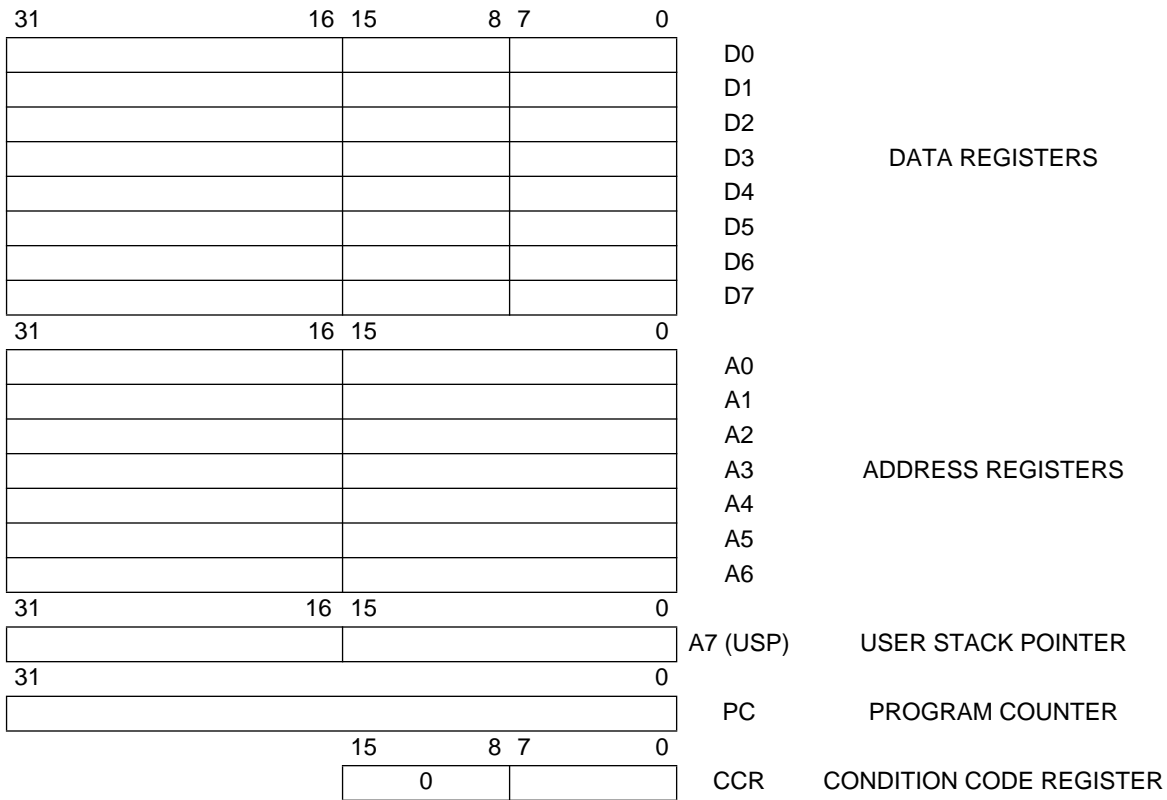 31 16 15 8 7 0
D0
D1
D2
D3 DATA REGISTERS
D4
D5
D6
D7
31 16 15 0
A0
A1
A2
A3 ADDRESS REGISTERS
A4
A5
A6
31 16 15 0
A7 (USP) USER STACK POINTER
31 0
PC PROGRAM COUNTER
15 8 7 0
0 CCR CONDITION CODE REGISTER